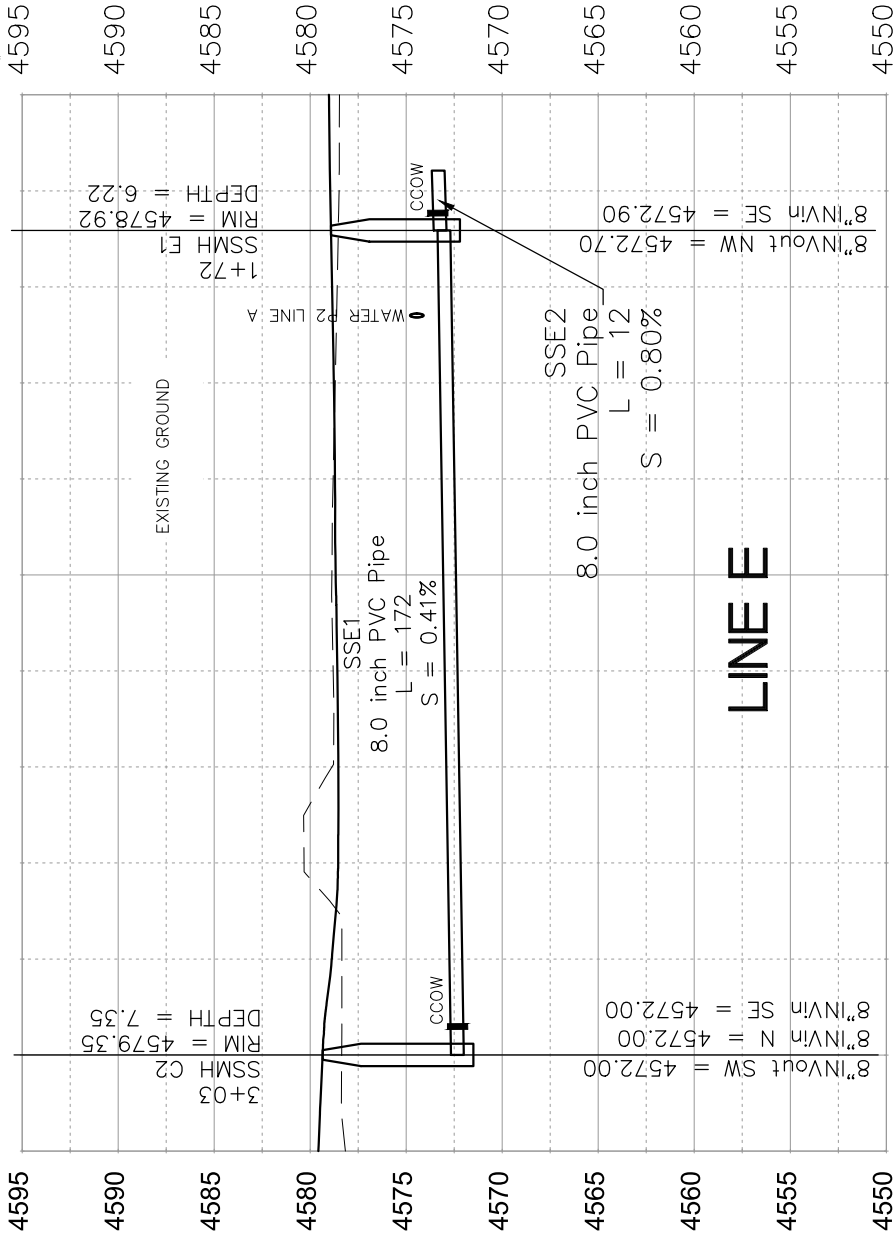 4595
4590
4585
4580
4575
4570
4565
4560
4555
4550
3+03
SSMH C2
RIM = 4579.35
DEPTH = 7.35
1+72
SSMH E1
RIM = 4578.92
DEPTH = 6.22
EXISTING GROUND
WATER P2 LINE A
CCOW
CCOW
SSE1
8.0 inch PVC Pipe
L = 172
S = 0.41%
SSE2
8.0 inch PVC Pipe
L = 12
S = 0.80%
8"INVout SW = 4572.00
8"INVin N = 4572.00
8"INVin SE = 4572.00
8"INVout NW = 4572.70
8"INVin SE = 4572.90
LINE E
4595
4590
4585
4580
4575
4570
4565
4560
4555
4550